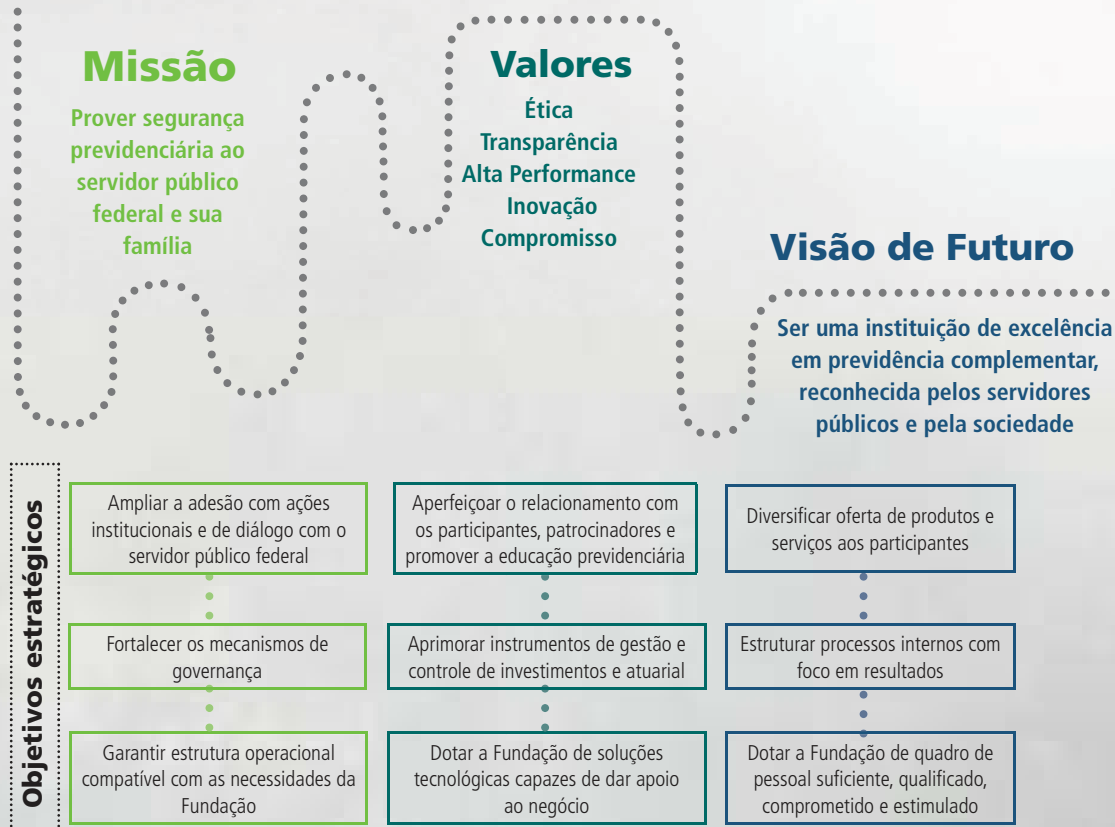 Missão
Prover segurança
previdenciária ao
servidor público
federal e sua
família
Valores
Ética
Transparência
Alta Performance
Inovação
Compromisso
Visão de Futuro
Ser uma instituição de excelência
em previdência complementar,
reconhecida pelos servidores
públicos e pela sociedade
Objetivos estratégicos
Ampliar a adesão com ações
institucionais e de diálogo com o
servidor público federal
Aperfeiçoar o relacionamento com
os participantes, patrocinadores e
promover a educação previdenciária
Diversificar oferta de produtos e
serviços aos participantes
Fortalecer os mecanismos de
governança
Aprimorar instrumentos de gestão e
controle de investimentos e atuarial
Estruturar processos internos com
foco em resultados
Garantir estrutura operacional
compatível com as necessidades da
Fundação
Dotar a Fundação de soluções
tecnológicas capazes de dar apoio
ao negócio
Dotar a Fundação de quadro de
pessoal suficiente, qualificado,
comprometido e estimulado